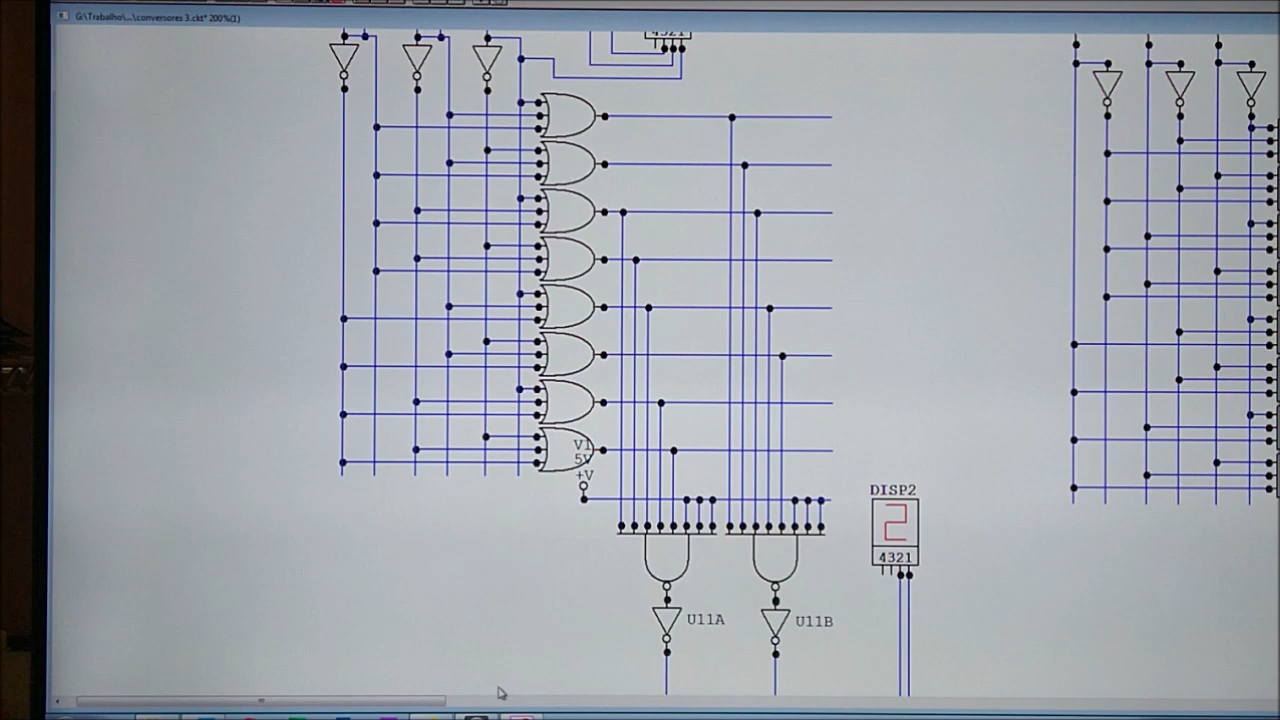 G:\Trabalho\...\conversores 3.ckt* 200%(1)
4321
V1
5V
+V
DISP2
2
4321
U11A
U11B